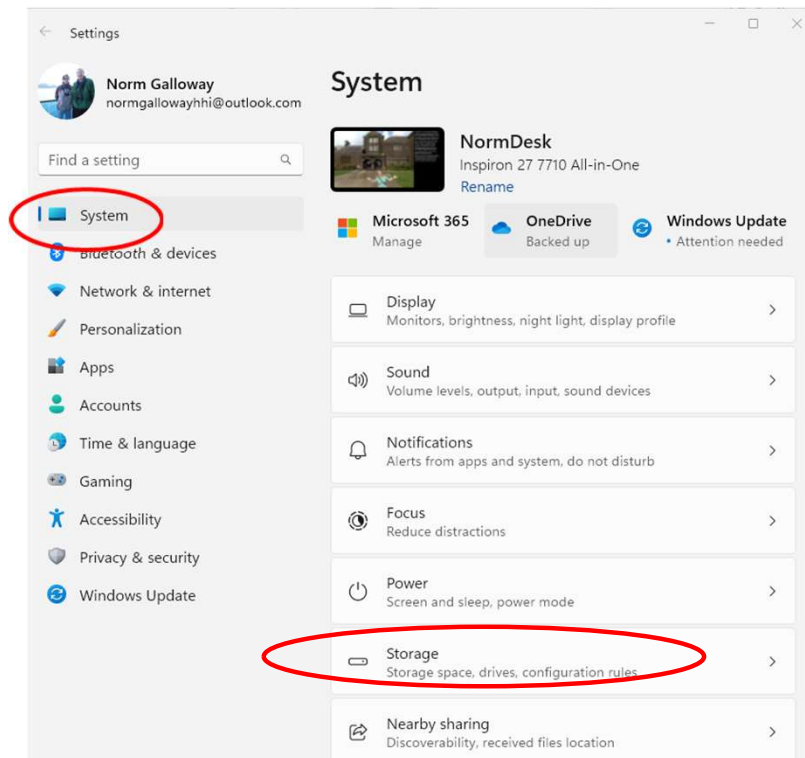 Settings
Norm Galloway
normgallowayhhi@outlook.com
Find a setting
System
Bluetooth & devices
Network & internet
Personalization
Apps
Accounts
Time & language
Gaming
Accessibility
Privacy & security
Windows Update
System
NormDesk
Inspiron 27 7710 All-in-One
Rename
Microsoft 365
Manage
OneDrive
Backed up
Windows Update
• Attention needed
Display
Monitors, brightness, night light, display profile
Sound
Volume levels, output, input, sound devices
Notifications
Alerts from apps and system, do not disturb
Focus
Reduce distractions
Power
Screen and sleep, power mode
Storage
Storage space, drives, configuration rules
Nearby sharing
Discoverability, received files location